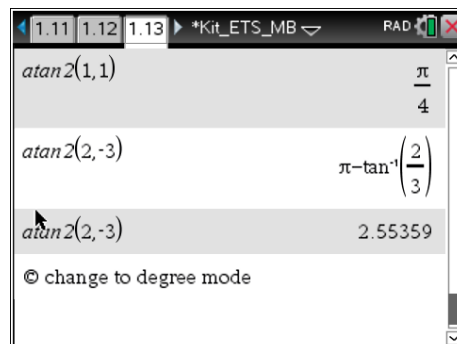 1.11 1.12 1.13 *Kit_ETS_MB RAD
atan2(1,1)
π/4
atan2(2,-3)
π-tan⁻¹(2/3)
atan2(2,-3)
2.55359
© change to degree mode